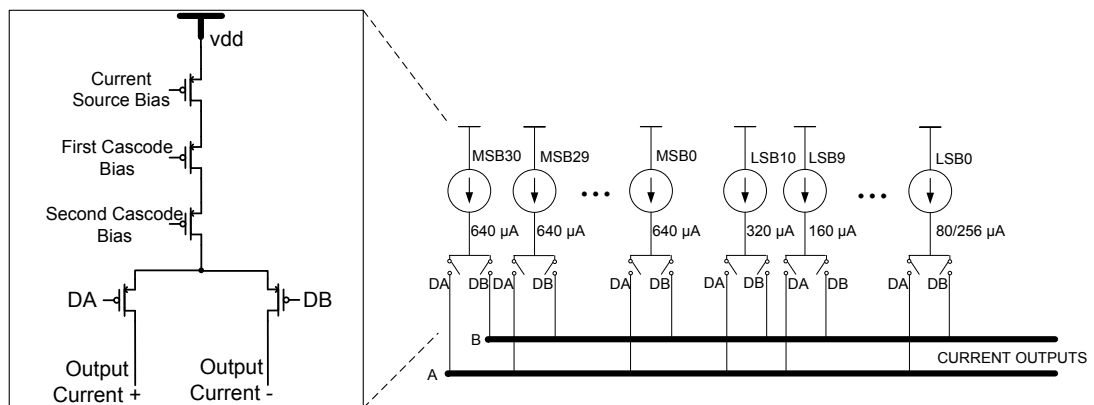 vdd
Current
Source Bias
First Cascode
Bias
Second Cascode
Bias
DA
DB
Output
Current +
Output
Current -
MSB30
MSB29
MSB0
LSB10
LSB9
LSB0
640 µA
640 µA
640 µA
320 µA
160 µA
80/256 µA
DA
DB
DA
DB
DA
DB
DA
DB
DA
DB
DA
DB
B
CURRENT OUTPUTS
A